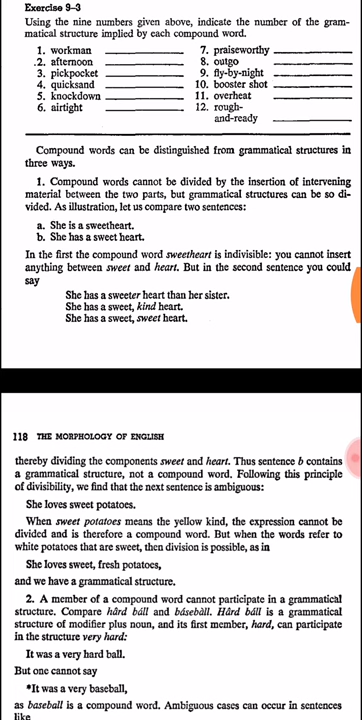 Exercise 9–3
Using the nine numbers given above, indicate the number of the gram-
matical structure implied by each compound word.
1. workman
.2. afternoon
3. pickpocket
4. quicksand
5. knockdown
6. airtight
7. praiseworthy
8. outgo
9. fly-by-night
10. booster shot
11. overheat
12. rough-
and-ready
Compound words can be distinguished from grammatical structures in
three ways.
1. Compound words cannot be divided by the insertion of intervening
material between the two parts, but grammatical structures can be so di-
vided. As illustration, let us compare two sentences:
a. She is a sweetheart.
b. She has a sweet heart.
In the first the compound word sweetheart is indivisible: you cannot insert
anything between sweet and heart. But in the second sentence you could
say
She has a sweeter heart than her sister.
She has a sweet, kind heart.
She has a sweet, sweet heart.
118 THE MORPHOLOGY OF ENGLISH
thereby dividing the components sweet and heart. Thus sentence b contains
a grammatical structure, not a compound word. Following this principle
of divisibility, we find that the next sentence is ambiguous:
She loves sweet potatoes.
When sweet potatoes means the yellow kind, the expression cannot be
divided and is therefore a compound word. But when the words refer to
white potatoes that are sweet, then division is possible, as in
She loves sweet, fresh potatoes,
and we have a grammatical structure.
2. A member of a compound word cannot participate in a grammatical
structure. Compare hârd báll and básebàll. Hârd báll is a grammatical
structure of modifier plus noun, and its first member, hard, can participate
in the structure very hard:
It was a very hard ball.
But one cannot say
*It was a very baseball,
as baseball is a compound word. Ambiguous cases can occur in sentences
like